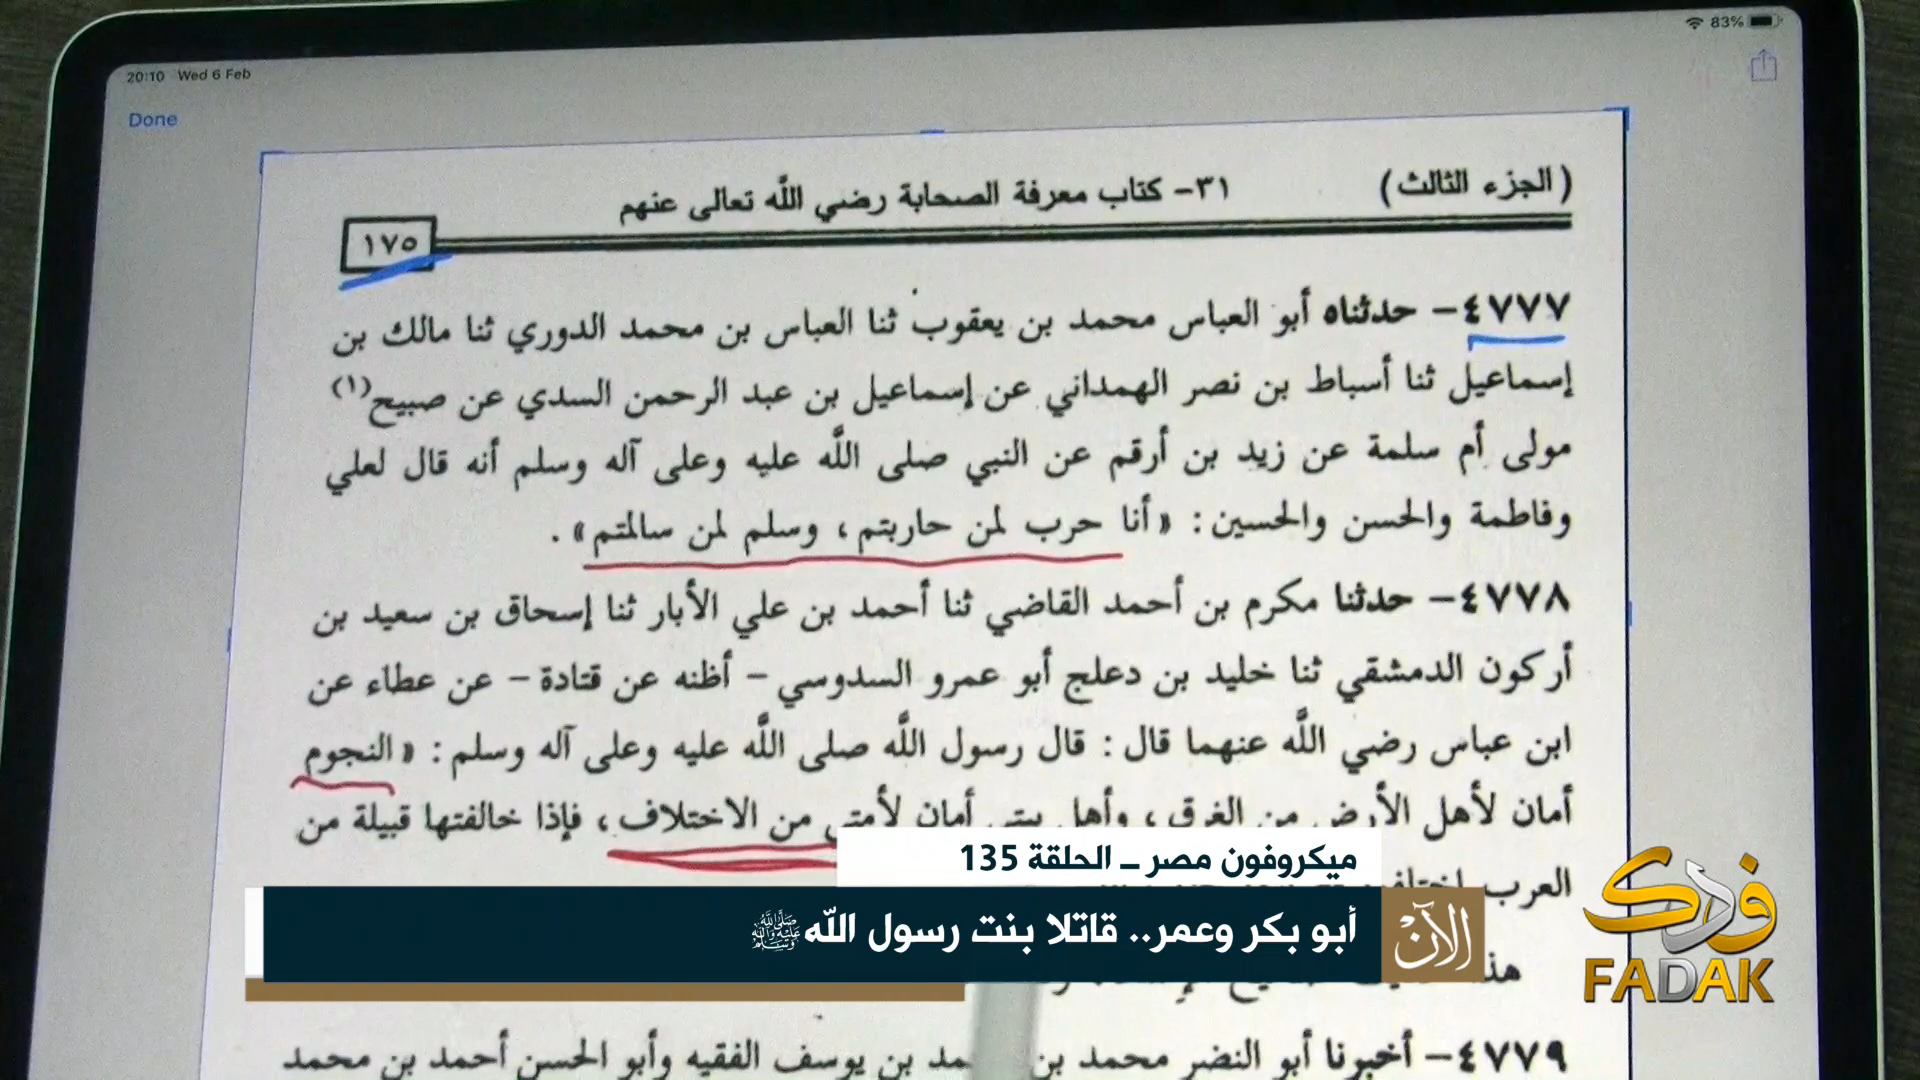 20:10 Wed 6 Feb
83%
Done
(الجزء الثالث)
٣١- كتاب معرفة الصحابة رضي اللَّه تعالى عنهم
١٧٥
٤٧٧٧- حدثناه أبو العباس محمد بن يعقوب ثنا العباس بن محمد الدوري ثنا مالك بن
إسماعيل ثنا أسباط بن نصر الهمداني عن إسماعيل بن عبد الرحمن السدي عن صبيح(١)
مولى أم سلمة عن زيد بن أرقم عن النبي صلى اللَّه عليه وعلى آله وسلم أنه قال لعلي
وفاطمة والحسن والحسين: «أنا حرب لمن حاربتم، وسلم لمن سالمتم».
٤٧٧٨- حدثنا مكرم بن أحمد القاضي ثنا أحمد بن علي الأبار ثنا إسحاق بن سعيد بن
أركون الدمشقي ثنا خليد بن دعلج أبو عمرو السدوسي - أظنه عن قتادة - عن عطاء عن
ابن عباس رضي اللَّه عنهما قال: قال رسول اللَّه صلى اللَّه عليه وعلى آله وسلم: «النجوم
أمان لأهل الأرض من الغرق، وأهل بيتي أمان لأمتي من الاختلاف، فإذا خالفتها قبيلة من
العرب
ميكروفون مصر ـ الحلقة 135
الآن
أبو بكر وعمر.. قاتلا بنت رسول الله ﷺ
فدك
FADAK
٤٧٧٩- أخبرنا أبو النضر محمد بن محمد بن يوسف الفقيه وأبو الحسن أحمد بن محمد